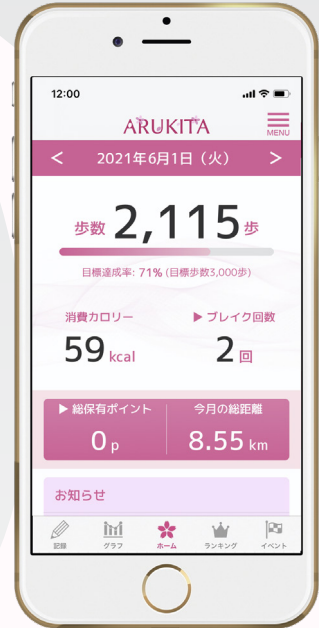 12:00
ARUKITA
MENU
< 2021年6月1日（火） >
歩数 2,115歩
目標達成率: 71% (目標歩数3,000歩)
消費カロリー ▶ ブレイク回数
59 kcal 2 回
▶ 総保有ポイント 今月の総距離
0 p 8.55 km
お知らせ
記録 グラフ ホーム ランキング イベント